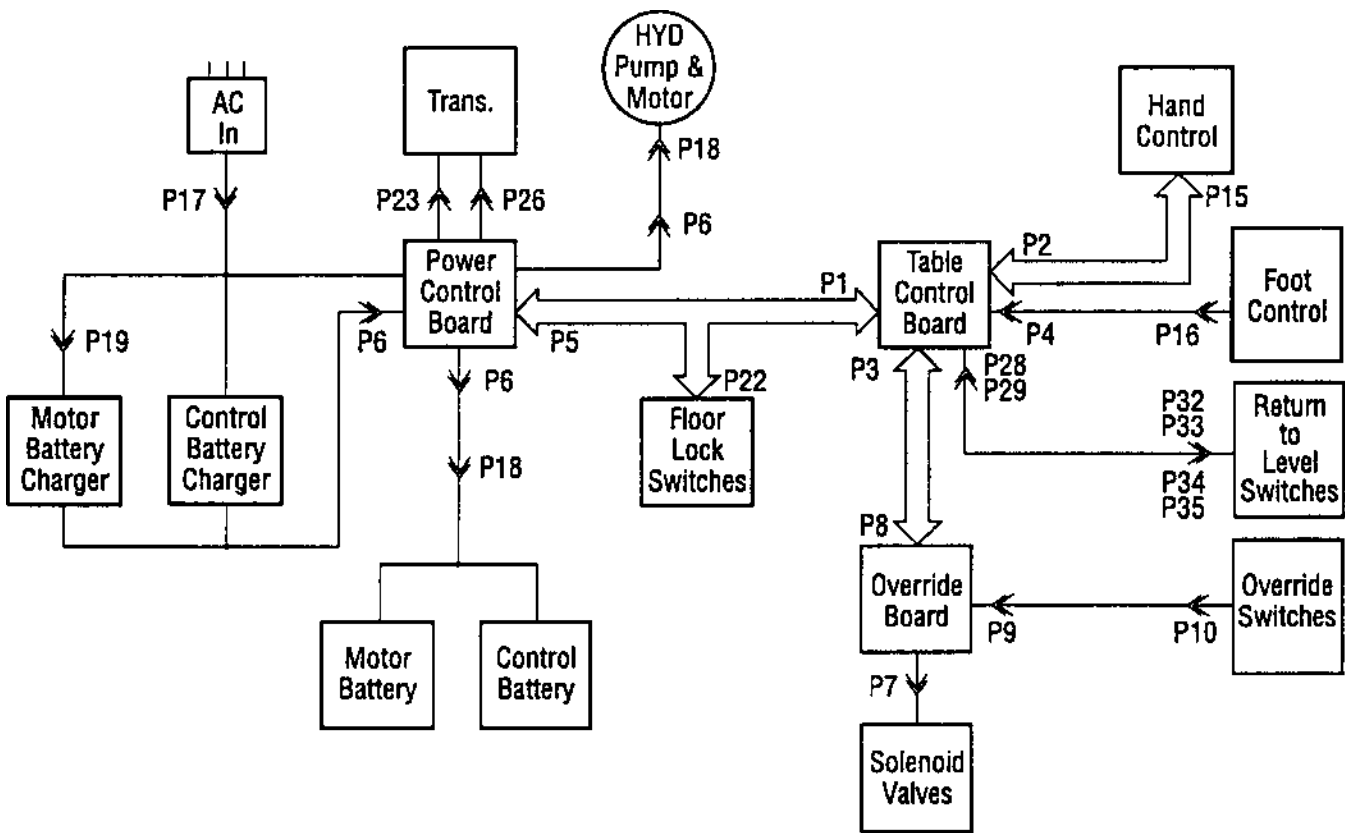 HYD
Pump &
Motor
AC
In
Trans.
Hand
Control
P17
P23
P26
P18
P6
P15
P2
Power
Control
Board
Table
Control
Board
Foot
Control
P1
P19
P6
P5
P4
P16
P6
P22
P3
P28
P29
Motor
Battery
Charger
Control
Battery
Charger
Floor
Lock
Switches
P32
P33
Return
to
Level
Switches
P18
P34
P35
P8
Override
Board
Override
Switches
P9
P10
Motor
Battery
Control
Battery
P7
Solenoid
Valves